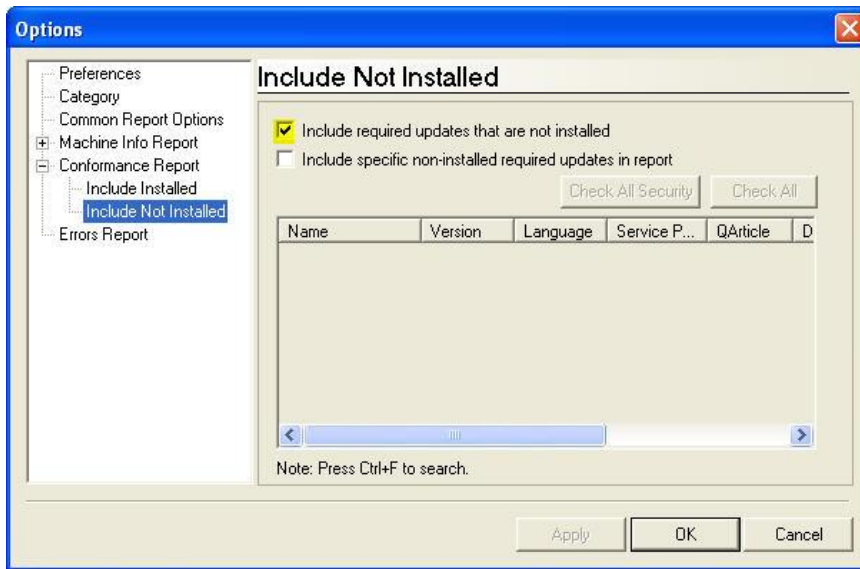 Options
Preferences
Category
Common Report Options
Machine Info Report
Conformance Report
Include Installed
Include Not Installed
Errors Report
Include Not Installed
Include required updates that are not installed
Include specific non-installed required updates in report
Check All Security Check All
Name Version Language Service P... QArticle D
Note: Press Ctrl+F to search.
Apply OK Cancel